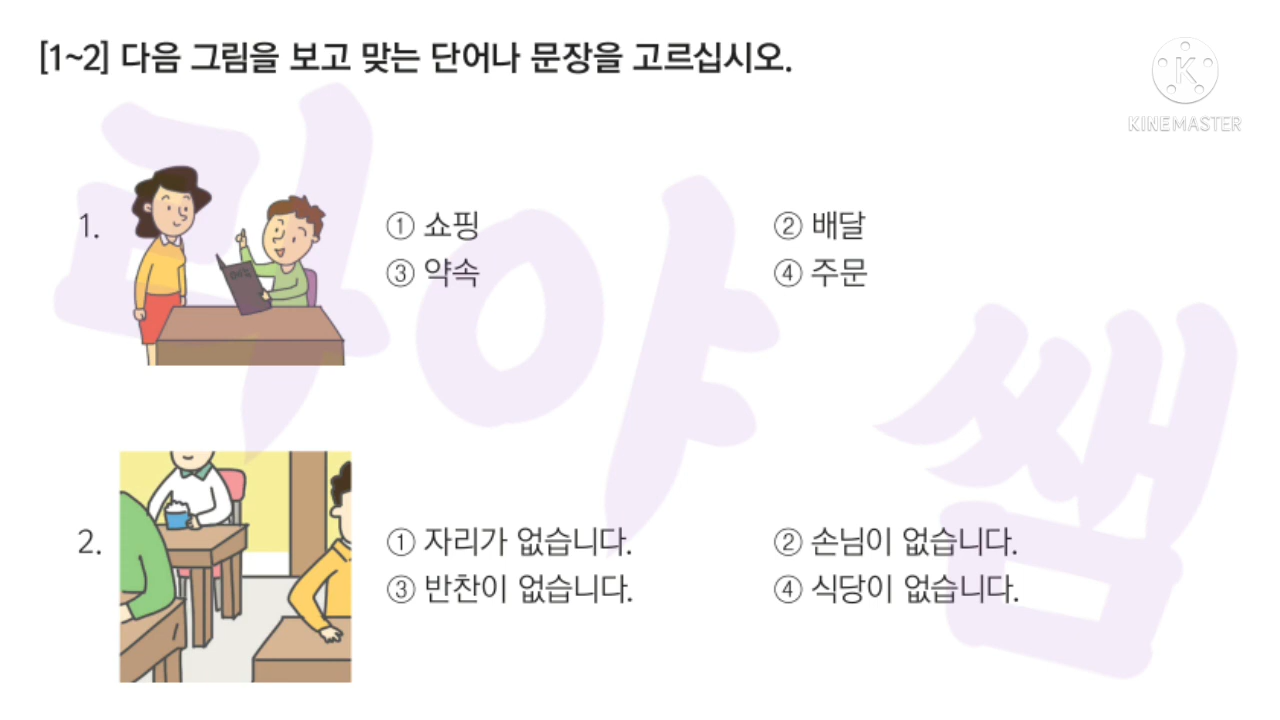 [1~2] 다음 그림을 보고 맞는 단어나 문장을 고르십시오.
K
KINEMASTER
1.
① 쇼핑 ② 배달
③ 약속 ④ 주문
2.
① 자리가 없습니다. ② 손님이 없습니다.
③ 반찬이 없습니다. ④ 식당이 없습니다.